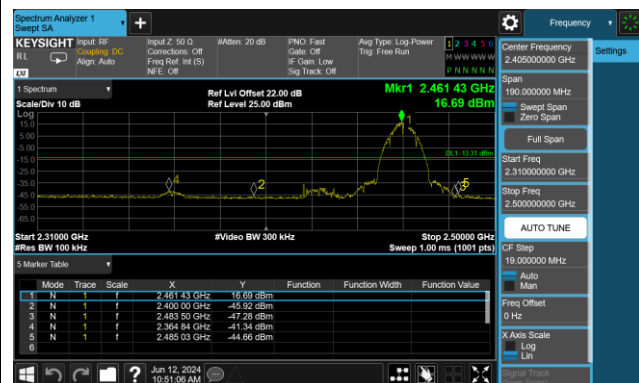 Spectrum Analyzer 1
Swept SA
Frequency
KEYSIGHT
RL
LXI
Input: RF
Coupling: DC
Align: Auto
Input Z: 50 Ω
Corrections: Off
Freq Ref: Int (S)
NFE: Off
#Atten: 20 dB
PNO: Fast
Gate: Off
IF Gain: Low
Sig Track: Off
Avg Type: Log-Power
Trig: Free Run
1 2 3 4 5 6
M W W W W W
P N N N N N
1 Spectrum
Scale/Div 10 dB
Ref Lvl Offset 22.00 dB
Ref Level 25.00 dBm
Mkr1 2.461 43 GHz
16.69 dBm
Log
15.0
5.00
-5.00
-15.0
-25.0
-35.0
-45.0
-55.0
-65.0
1
DL1 -13.31 dBm
4
2
5
Start 2.31000 GHz
#Res BW 100 kHz
#Video BW 300 kHz
Stop 2.50000 GHz
Sweep 1.00 ms (1001 pts)
5 Marker Table
Mode Trace Scale X Y Function Function Width Function Value
1 N 1 f 2.461 43 GHz 16.69 dBm
2 N 1 f 2.400 00 GHz -45.92 dBm
3 N 1 f 2.483 50 GHz -47.28 dBm
4 N 1 f 2.364 84 GHz -41.34 dBm
5 N 1 f 2.485 03 GHz -44.66 dBm
6
Jun 12, 2024
10:51:06 AM
Center Frequency
2.405000000 GHz
Settings
Span
190.000000 MHz
Swept Span
Zero Span
Full Span
Start Freq
2.310000000 GHz
Stop Freq
2.500000000 GHz
AUTO TUNE
CF Step
19.000000 MHz
Auto
Man
Freq Offset
0 Hz
X Axis Scale
Log
Lin
Signal Track